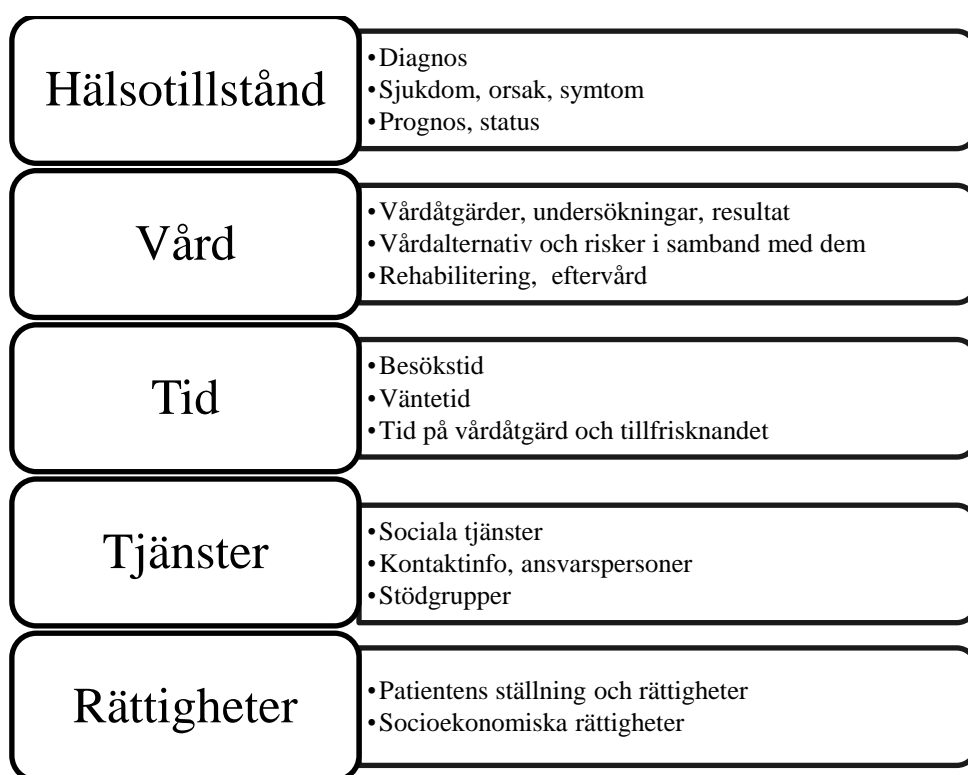 Hälsotillstånd
•Diagnos
•Sjukdom, orsak, symtom
•Prognos, status
Vård
•Vårdåtgärder, undersökningar, resultat
•Vårdalternativ och risker i samband med dem
•Rehabilitering, eftervård
Tid
•Besökstid
•Väntetid
•Tid på vårdåtgärd och tillfrisknandet
Tjänster
•Sociala tjänster
•Kontaktinfo, ansvarspersoner
•Stödgrupper
Rättigheter
•Patientens ställning och rättigheter
•Socioekonomiska rättigheter